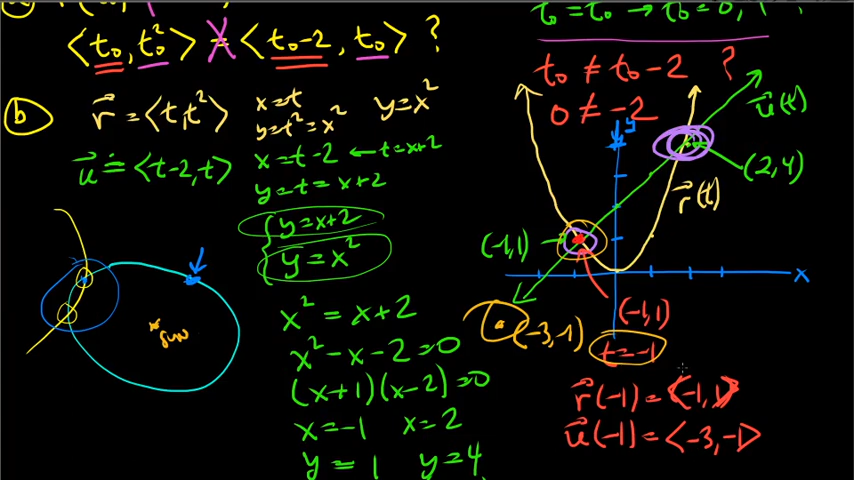 t₀ = t₀ → t₀ = 0, 1 ?
<t₀, t₀²> = <t₀-2, t₀> ?
t₀ ≠ t₀-2 ?
0 ≠ -2
b
r⃗ = <t, t²>
x=t
y=t²=x²
y=x²
u⃗ = <t-2, t>
x=t-2 ← t=x+2
y=t=x+2
y=x+2
y=x²
x² = x+2
x²-x-2=0
(x+1)(x-2)=0
x=-1 x=2
y=1 y=4
sun
y
u⃗(t)
(2,4)
r⃗(t)
(-1,1)
x
(-1,1)
(-3,-1)
t=-1
r⃗(-1) = <-1,1>
u⃗(-1) = <-3,-1>